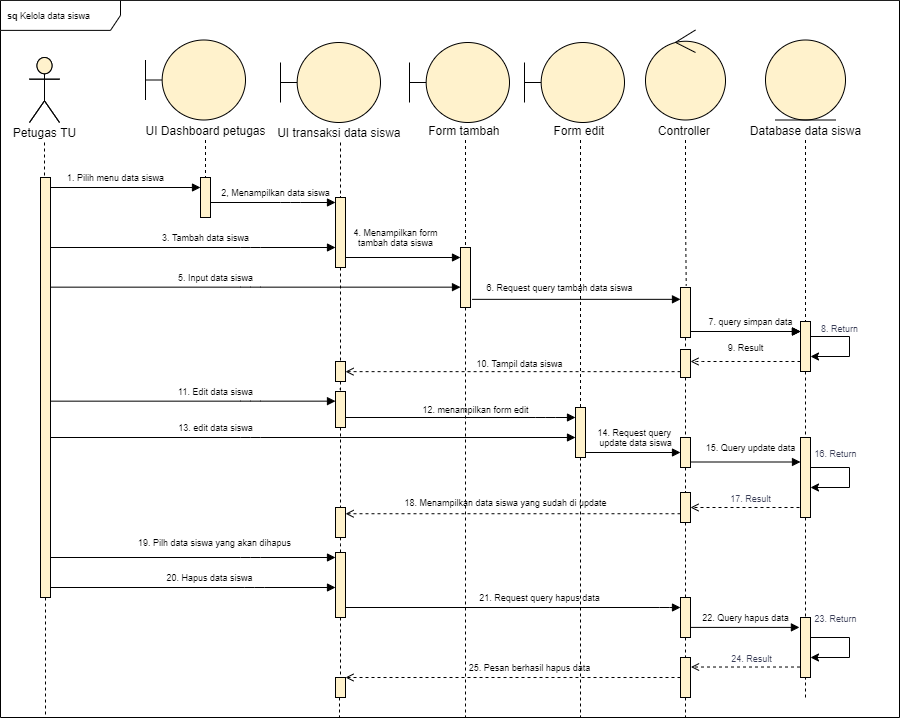 sq Kelola data siswa
Petugas TU
UI Dashboard petugas
UI transaksi data siswa
Form tambah
Form edit
Controller
Database data siswa
1. Pilih menu data siswa
2, Menampilkan data siswa
3. Tambah data siswa
4. Menampilkan form
tambah data siswa
5. Input data siswa
6. Request query tambah data siswa
7. query simpan data
8. Return
9. Result
10. Tampil data siswa
11. Edit data siswa
12. menampilkan form edit
13. edit data siswa
14. Request query
update data siswa
15. Query update data
16. Return
17. Result
18. Menampilkan data siswa yang sudah di update
19. Pilh data siswa yang akan dihapus
20. Hapus data siswa
21. Request query hapus data
22. Query hapus data
23. Return
24. Result
25. Pesan berhasil hapus data